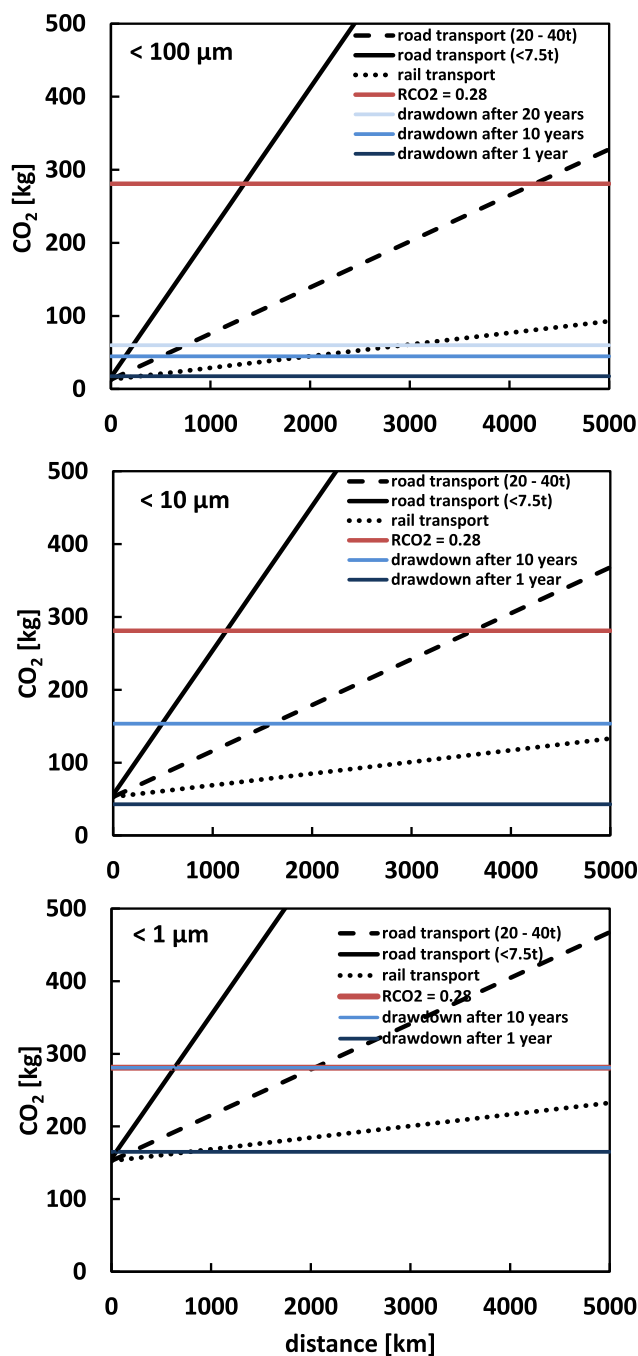 500
< 100 µm
road transport (20 - 40t)
road transport (<7.5t)
400
rail transport
RCO2 = 0.28
drawdown after 20 years
300
drawdown after 10 years
drawdown after 1 year
CO2 [kg]
200
100
0
0 1000 2000 3000 4000 5000
500
< 10 µm
road transport (20 - 40t)
road transport (<7.5t)
400
rail transport
RCO2 = 0.28
drawdown after 10 years
300
drawdown after 1 year
CO2 [kg]
200
100
0
0 1000 2000 3000 4000 5000
500
< 1 µm
road transport (20 - 40t)
road transport (<7.5t)
400
rail transport
RCO2 = 0.28
drawdown after 10 years
300
drawdown after 1 year
CO2 [kg]
200
100
0
0 1000 2000 3000 4000 5000
distance [km]